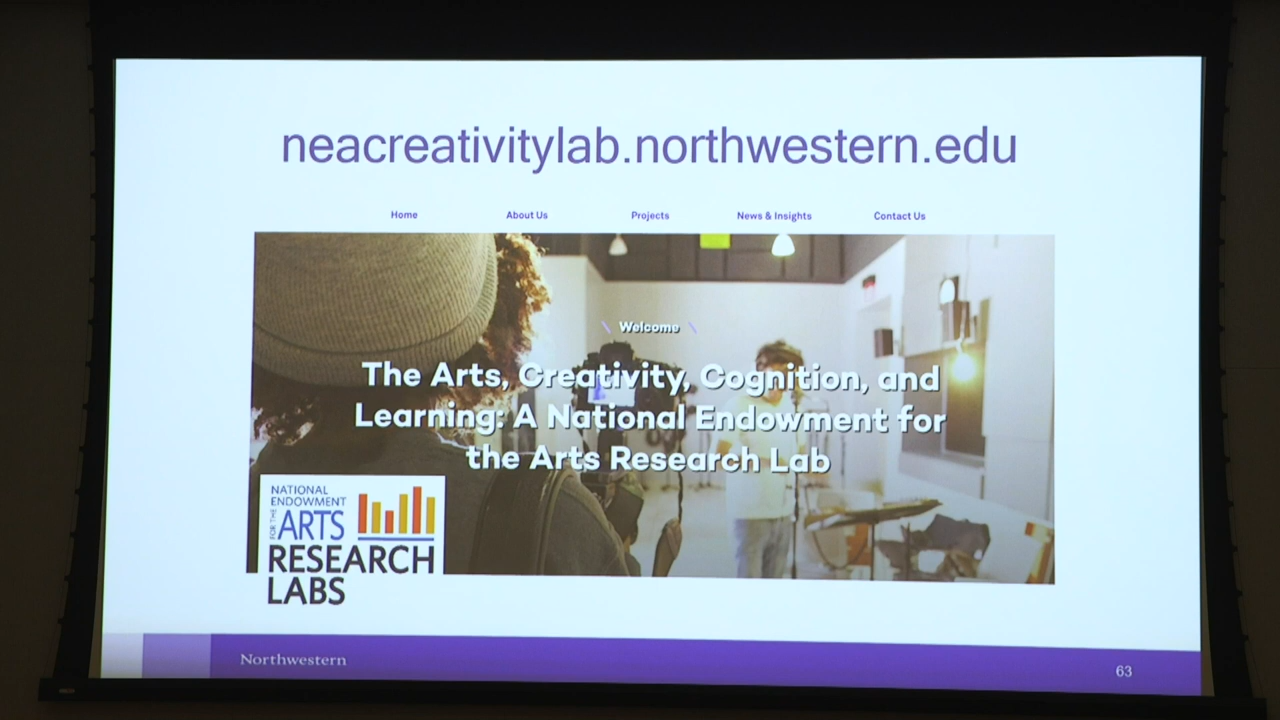 neacreativitylab.northwestern.edu
Home About Us Projects News & Insights Contact Us
\ Welcome \
The Arts, Creativity, Cognition, and
Learning: A National Endowment for
the Arts Research Lab
NATIONAL
ENDOWMENT
FOR THE
ARTS
RESEARCH
LABS
Northwestern
63